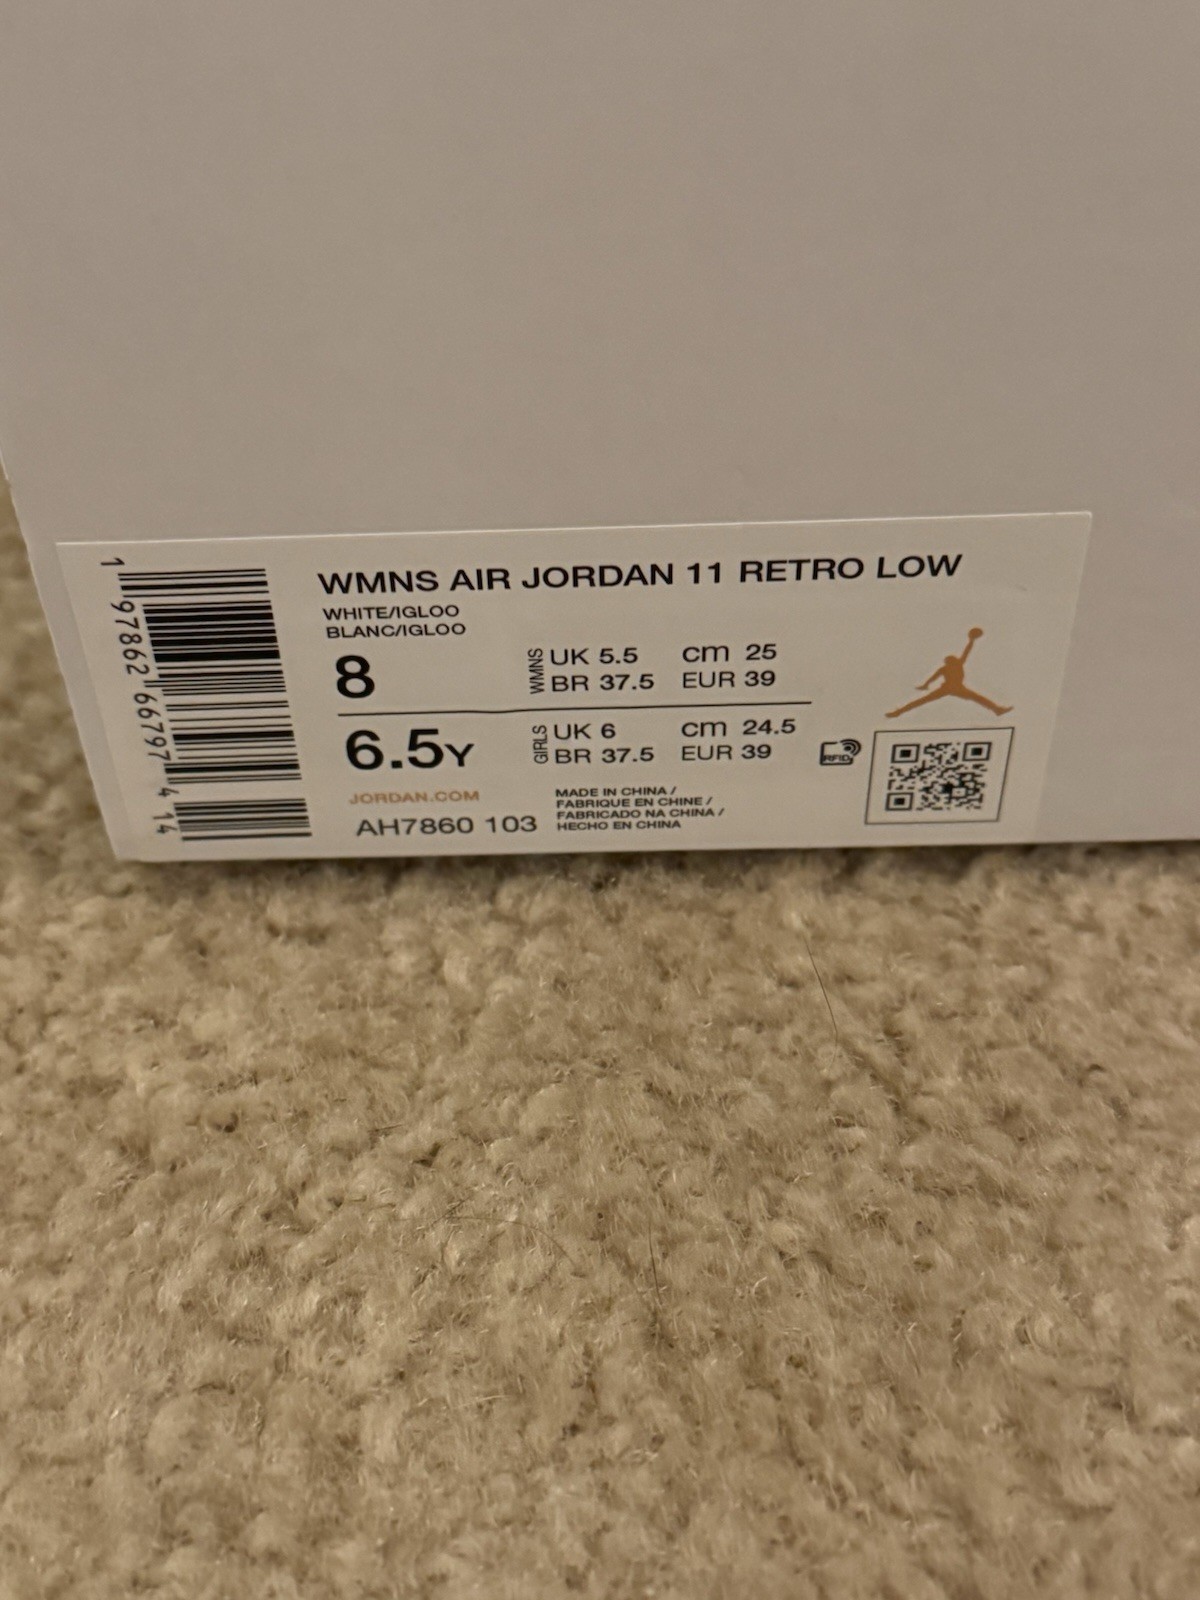 WMNS AIR JORDAN 11 RETRO LOW
WHITE/IGLOO
BLANC/IGLOO
8
WMNS
UK 5.5 cm 25
BR 37.5 EUR 39
6.5Y
GIRLS
UK 6 cm 24.5
BR 37.5 EUR 39
RFID
JORDAN.COM
AH7860 103
MADE IN CHINA /
FABRIQUE EN CHINE /
FABRICADO NA CHINA /
HECHO EN CHINA
1 97862 66797 4 14